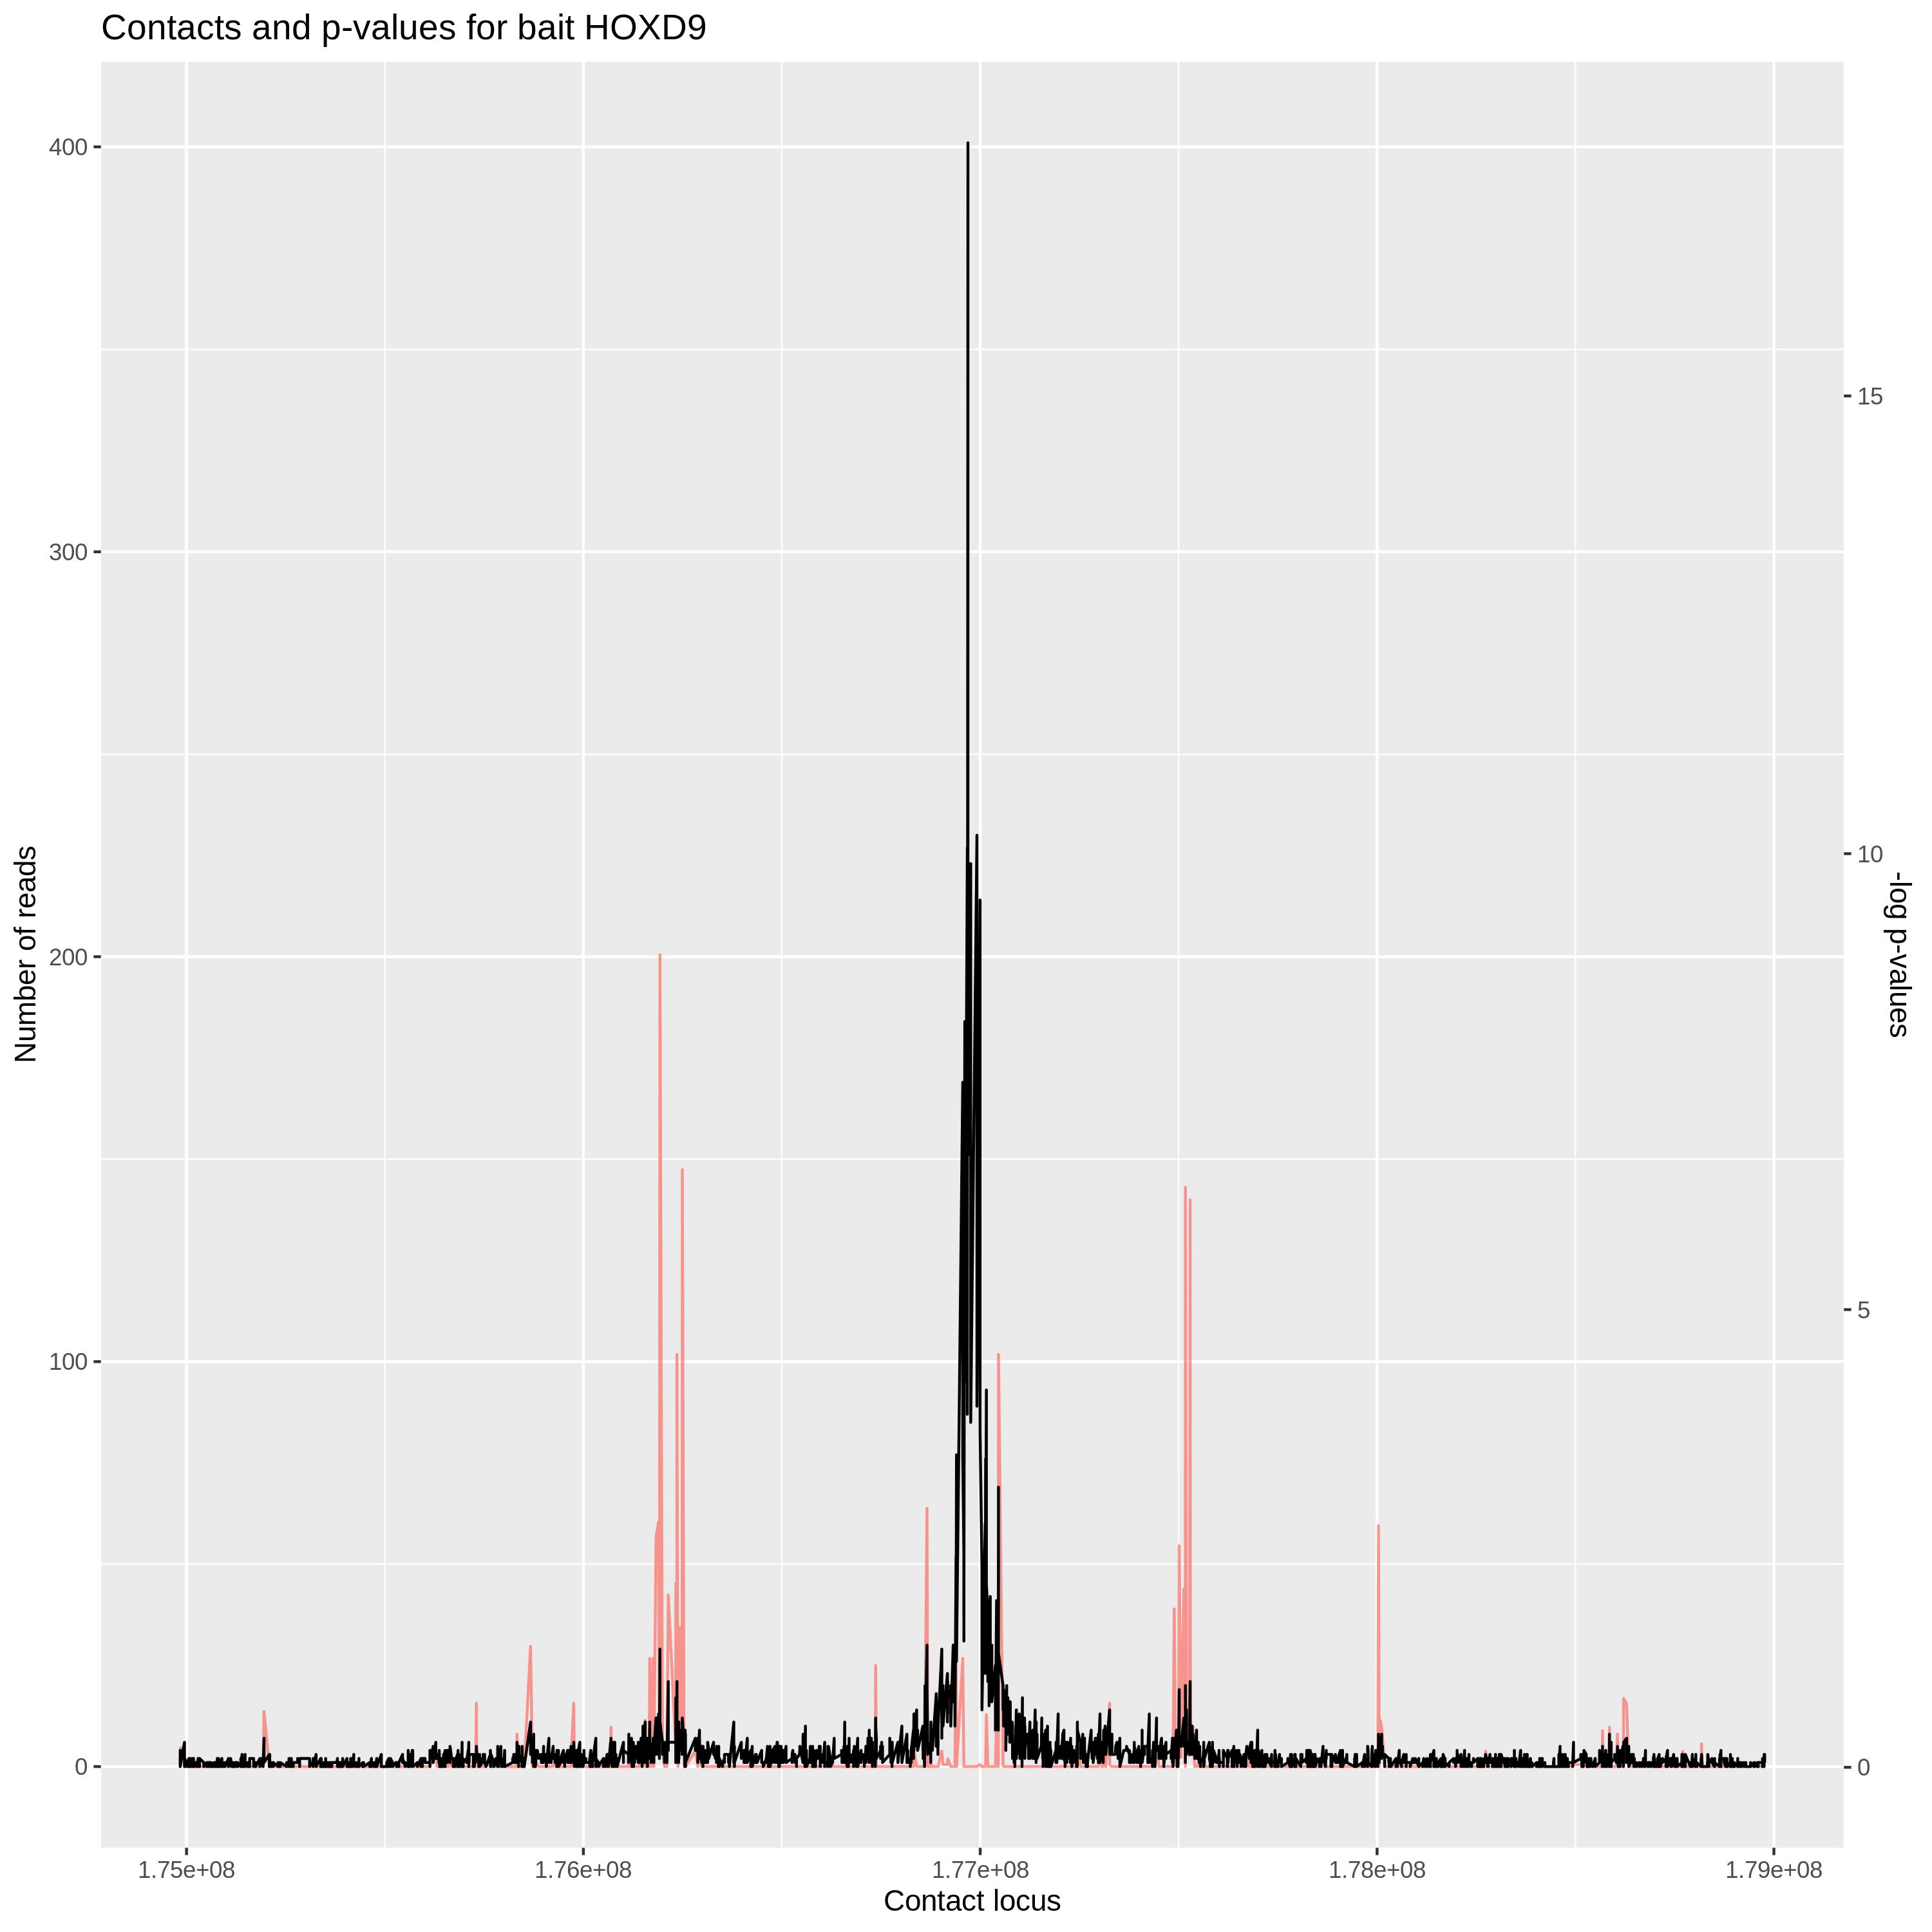 Contacts and p-values for bait HOXD9
400
300
200
100
0
Number of reads
15
10
5
0
-log p-values
1.75e+08 1.76e+08 1.77e+08 1.78e+08 1.79e+08
Contact locus